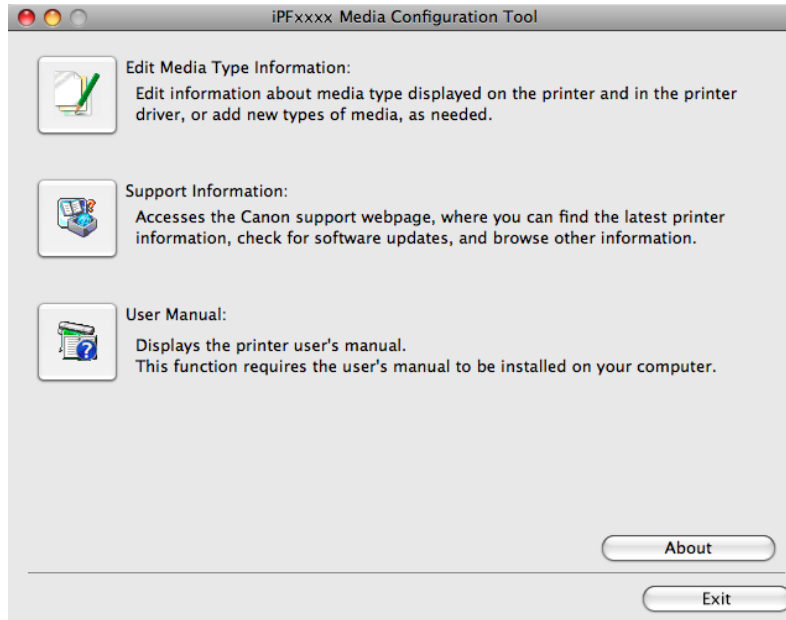 iPFxxxx Media Configuration Tool
Edit Media Type Information:
Edit information about media type displayed on the printer and in the printer
driver, or add new types of media, as needed.
Support Information:
Accesses the Canon support webpage, where you can find the latest printer
information, check for software updates, and browse other information.
User Manual:
Displays the printer user's manual.
This function requires the user's manual to be installed on your computer.
About
Exit